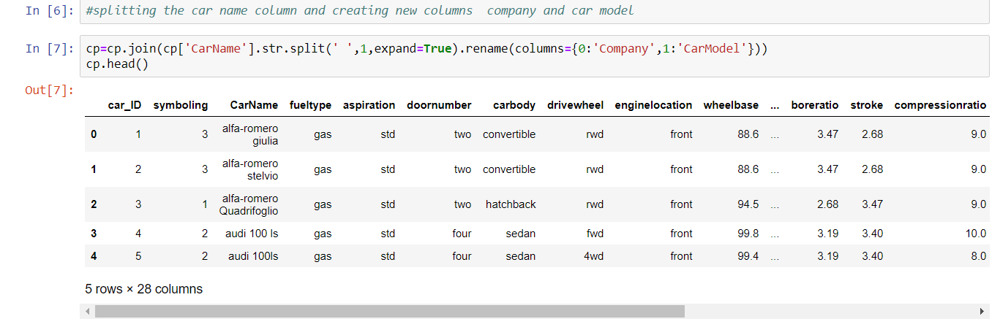 In [6]: #splitting the car name column and creating new columns  company and car model
In [7]: cp=cp.join(cp['CarName'].str.split(' ',1,expand=True).rename(columns={0:'Company',1:'CarModel'}))
cp.head()
Out[7]:
car_ID symboling CarName fueltype aspiration doornumber carbody drivewheel enginelocation wheelbase ... boreratio stroke compressionratio
0 1 3 alfa-romero giulia gas std two convertible rwd front 88.6 ... 3.47 2.68 9.0
1 2 3 alfa-romero stelvio gas std two convertible rwd front 88.6 ... 3.47 2.68 9.0
2 3 1 alfa-romero Quadrifoglio gas std two hatchback rwd front 94.5 ... 2.68 3.47 9.0
3 4 2 audi 100 ls gas std four sedan fwd front 99.8 ... 3.19 3.40 10.0
4 5 2 audi 100ls gas std four sedan 4wd front 99.4 ... 3.19 3.40 8.0
5 rows × 28 columns